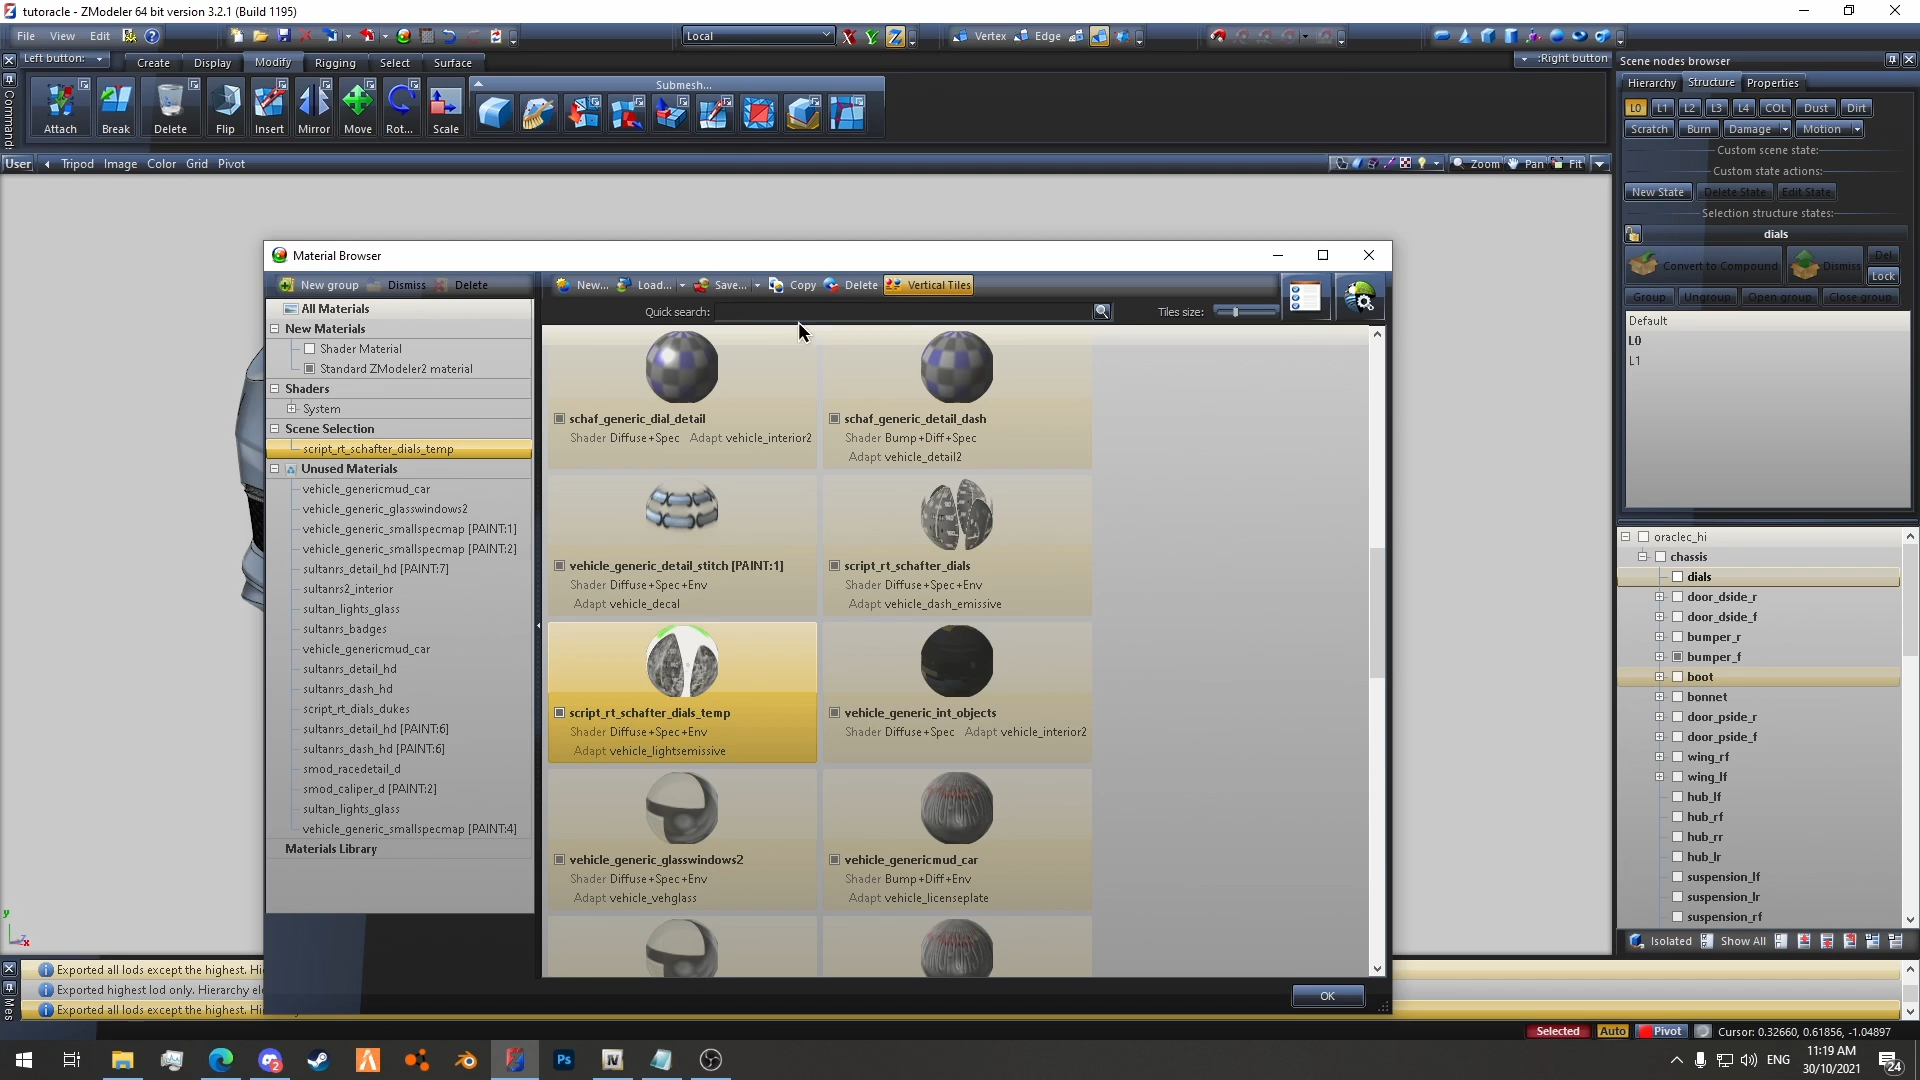 tutoracle - ZModeler 64 bit version 3.2.1 (Build 1195)
File View Edit
Local
Vertex Edge
Left button:
Create Display Modify Rigging Select Surface
:Right button
Scene nodes browser
Commands
Attach Break Delete Flip Insert Mirror Move Rot... Scale
Submesh...
Hierarchy Structure Properties
L0 L1 L2 L3 L4 COL Dust Dirt
Scratch Burn Damage Motion
Custom scene state:
Custom state actions:
New State Delete State Edit State
Selection structure states:
dials
Convert to Compound Dismiss Del
Lock
Group Ungroup Open group Close group
Default
L0
L1
User Tripod Image Color Grid Pivot
Zoom Pan Fit
Material Browser
New group Dismiss Delete
New... Load... Save... Copy Delete Vertical Tiles
Quick search:
Tiles size:
All Materials
New Materials
Shader Material
Standard ZModeler2 material
Shaders
System
Scene Selection
script_rt_schafter_dials_temp
Unused Materials
vehicle_genericmud_car
vehicle_generic_glasswindows2
vehicle_generic_smallspecmap [PAINT:1]
vehicle_generic_smallspecmap [PAINT:2]
sultanrs_detail_hd [PAINT:7]
sultanrs2_interior
sultan_lights_glass
sultanrs_badges
vehicle_genericmud_car
sultanrs_detail_hd
sultanrs_dash_hd
script_rt_dials_dukes
sultanrs_detail_hd [PAINT:6]
sultanrs_dash_hd [PAINT:6]
smod_racedetail_d
smod_caliper_d [PAINT:2]
sultan_lights_glass
vehicle_generic_smallspecmap [PAINT:4]
Materials Library
schaf_generic_dial_detail
Shader Diffuse+Spec Adapt vehicle_interior2
schaf_generic_detail_dash
Shader Bump+Diff+Spec
Adapt vehicle_detail2
vehicle_generic_detail_stitch [PAINT:1]
Shader Diffuse+Spec+Env
Adapt vehicle_decal
script_rt_schafter_dials
Shader Diffuse+Spec+Env
Adapt vehicle_dash_emissive
script_rt_schafter_dials_temp
Shader Diffuse+Spec+Env
Adapt vehicle_lightsemissive
vehicle_generic_int_objects
Shader Diffuse+Spec Adapt vehicle_interior2
vehicle_generic_glasswindows2
Shader Diffuse+Spec+Env
Adapt vehicle_vehglass
vehicle_genericmud_car
Shader Bump+Diff+Env
Adapt vehicle_licenseplate
OK
oraclec_hi
chassis
dials
door_dside_r
door_dside_f
bumper_r
bumper_f
boot
bonnet
door_pside_r
door_pside_f
wing_rf
wing_lf
hub_lf
hub_rf
hub_rr
hub_lr
suspension_lf
suspension_lr
suspension_rf
Isolated Show All
Exported all lods except the highest. Hi
Exported highest lod only. Hierarchy el
Exported all lods except the highest. Hi
Mes
Selected Auto Pivot Cursor: 0.32660, 0.61856, -1.04897
ENG
11:19 AM
30/10/2021
24